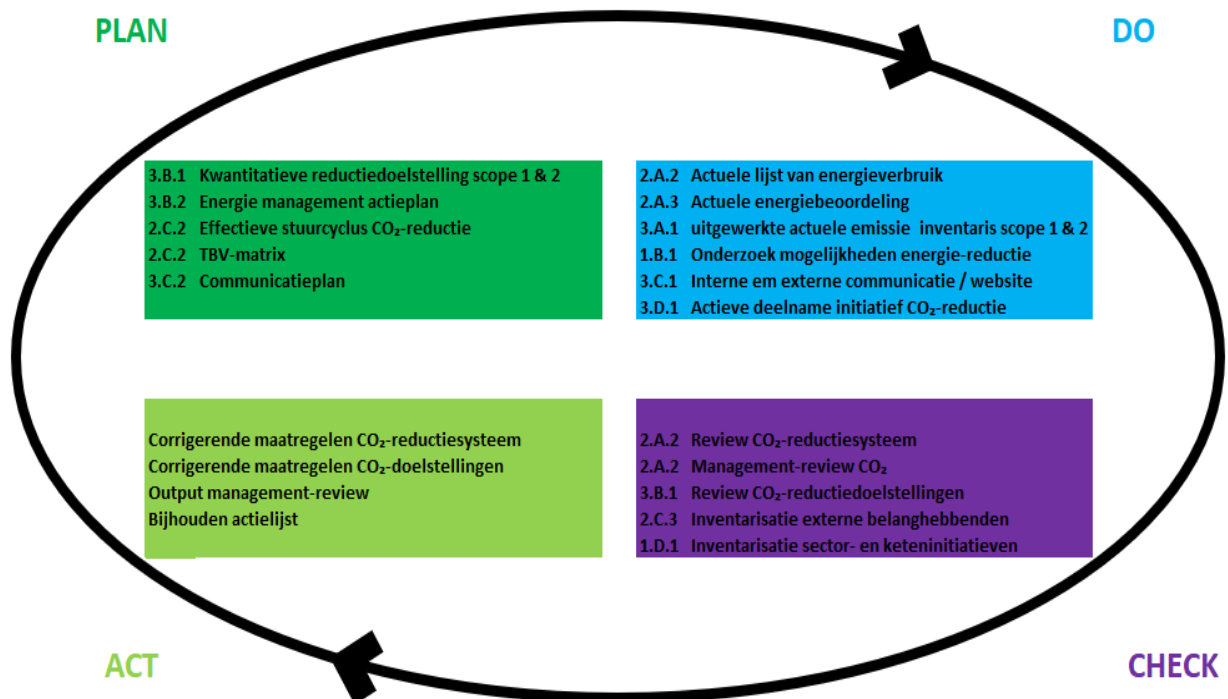 PLAN
DO
3.B.1 Kwantitatieve reductiedoelstelling scope 1 & 2
3.B.2 Energie management actieplan
2.C.2 Effectieve stuurcyclus CO₂-reductie
2.C.2 TBV-matrix
3.C.2 Communicatieplan
2.A.2 Actuele lijst van energieverbruik
2.A.3 Actuele energiebeoordeling
3.A.1 uitgewerkte actuele emissie inventaris scope 1 & 2
1.B.1 Onderzoek mogelijkheden energie-reductie
3.C.1 Interne em externe communicatie / website
3.D.1 Actieve deelname initiatief CO₂-reductie
Corrigerende maatregelen CO₂-reductiesysteem
Corrigerende maatregelen CO₂-doelstellingen
Output management-review
Bijhouden actielijst
2.A.2 Review CO₂-reductiesysteem
2.A.2 Management-review CO₂
3.B.1 Review CO₂-reductiedoelstellingen
2.C.3 Inventarisatie externe belanghebbenden
1.D.1 Inventarisatie sector- en keteninitiatieven
ACT
CHECK